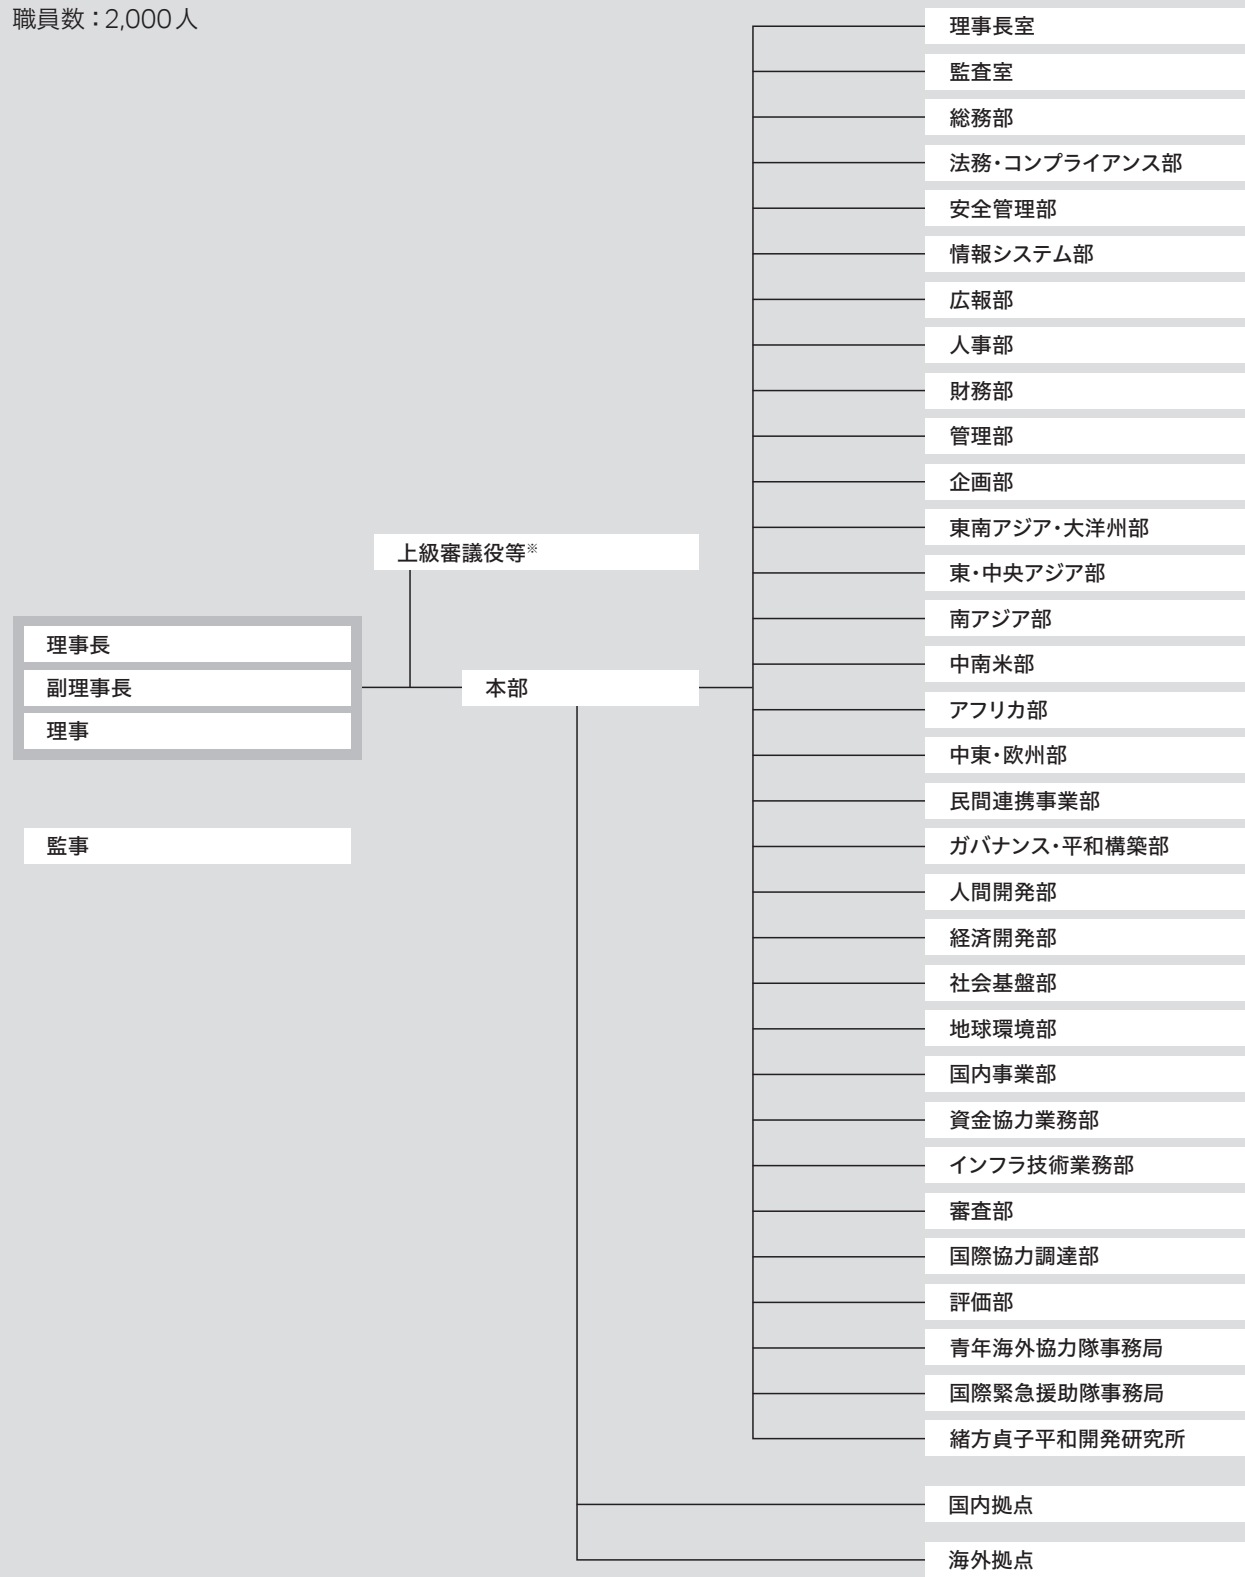 職員数：2,000人
上級審議役等※
理事長
副理事長
理事
監事
本部
理事長室
監査室
総務部
法務・コンプライアンス部
安全管理部
情報システム部
広報部
人事部
財務部
管理部
企画部
東南アジア・大洋州部
東・中央アジア部
南アジア部
中南米部
アフリカ部
中東・欧州部
民間連携事業部
ガバナンス・平和構築部
人間開発部
経済開発部
社会基盤部
地球環境部
国内事業部
資金協力業務部
インフラ技術業務部
審査部
国際協力調達部
評価部
青年海外協力隊事務局
国際緊急援助隊事務局
緒方貞子平和開発研究所
国内拠点
海外拠点